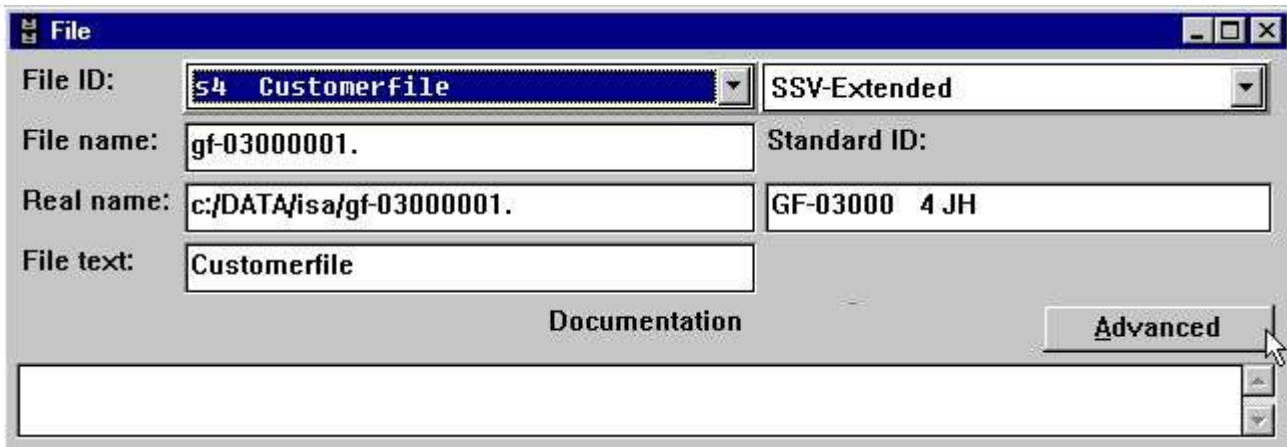 File
File ID: s4 Customerfile SSV-Extended
File name: gf-03000001. Standard ID:
Real name: c:/DATA/isa/gf-03000001. GF-03000 4 JH
File text: Customerfile
Documentation Advanced